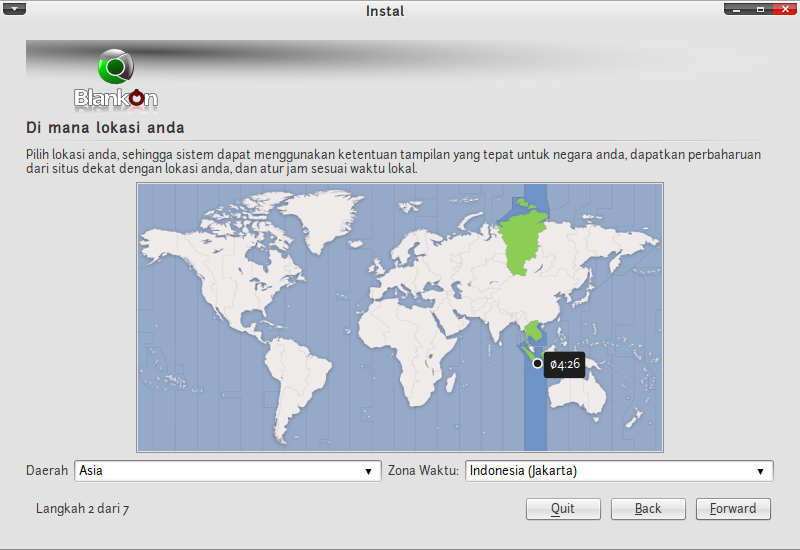 Instal
BlankOn
Di mana lokasi anda
Pilih lokasi anda, sehingga sistem dapat menggunakan ketentuan tampilan yang tepat untuk negara anda, dapatkan perbaharuan
dari situs dekat dengan lokasi anda, dan atur jam sesuai waktu lokal.
04:26
Daerah Asia Zona Waktu: Indonesia (Jakarta)
Langkah 2 dari 7 Quit Back Forward